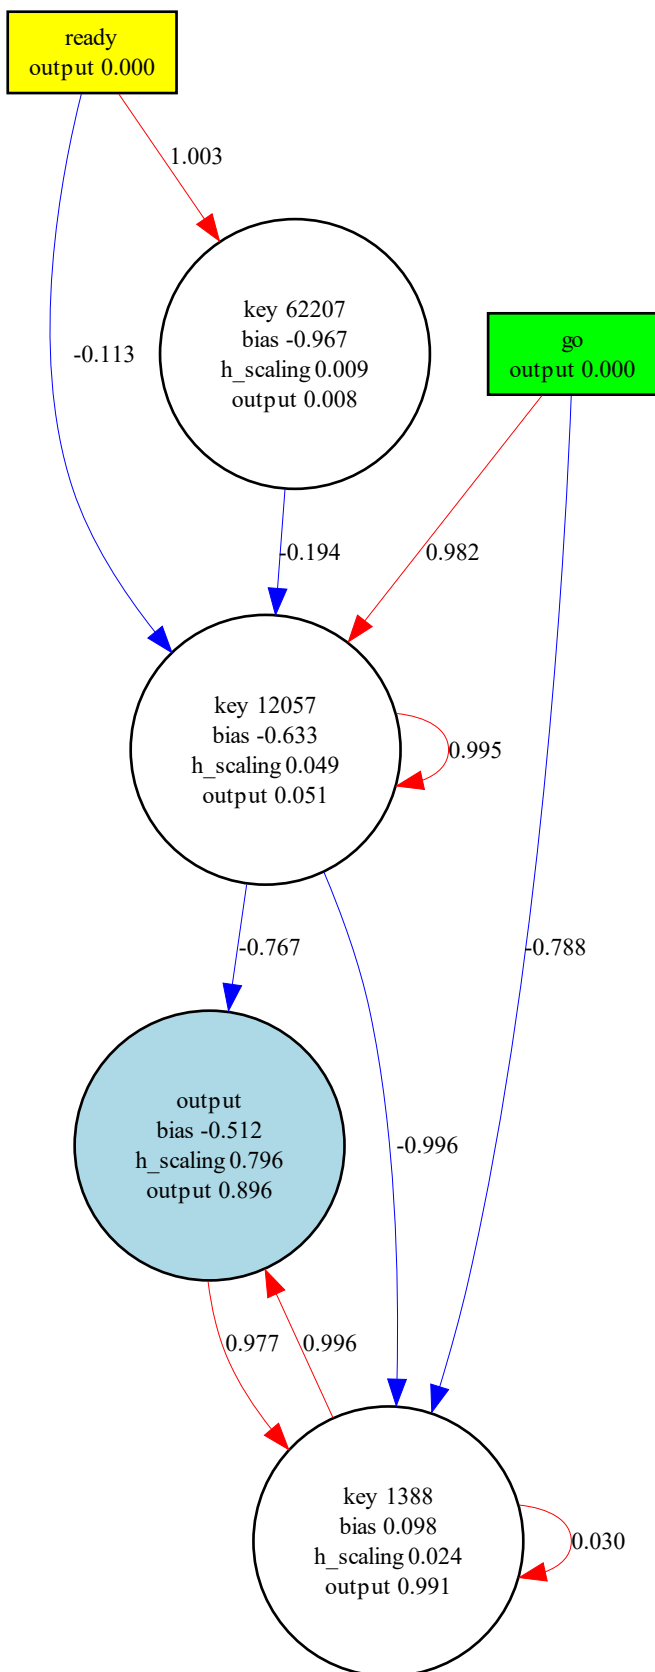 ready
output 0.000
1.003
key 62207
bias -0.967
h_scaling 0.009
output 0.008
go
output 0.000
-0.113
-0.194
0.982
key 12057
bias -0.633
h_scaling 0.049
output 0.051
0.995
-0.767
-0.788
output
bias -0.512
h_scaling 0.796
output 0.896
-0.996
0.977
0.996
key 1388
bias 0.098
h_scaling 0.024
output 0.991
0.030